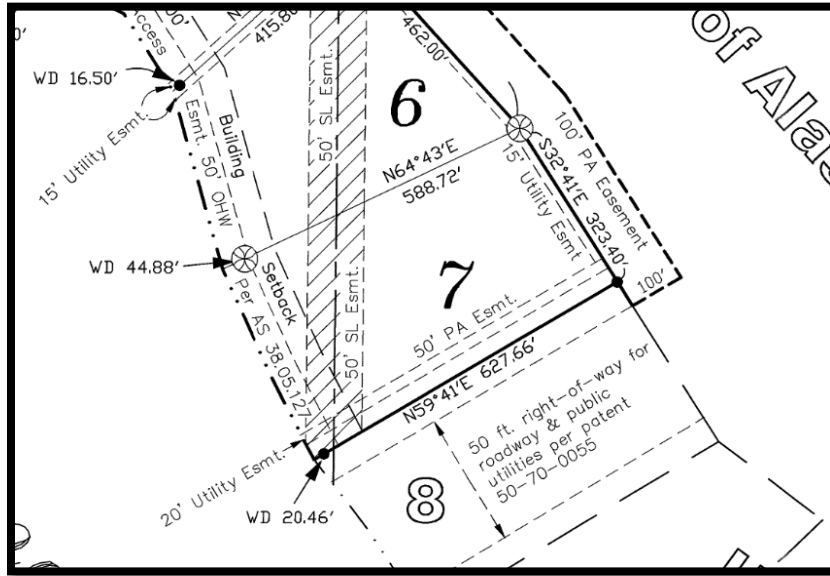 of Alas
Access
415.80'
462.00'
WD 16.50'
15' Utility Esmt.
Esmt. 50' OHW
Building
Setback
50' SL Esmt.
6
N64°43'E
588.72'
15' Utility Esmt
S32°41'E 323.40'
100' PA Easement
100'
WD 44.88'
Per AS 38.05.127
7
50' SL Esmt.
50' PA Esmt.
N59°41'E 627.66'
20' Utility Esmt.
WD 20.46'
8
50 ft. right-of-way for
roadway & public
utilities per patent
50-70-0055